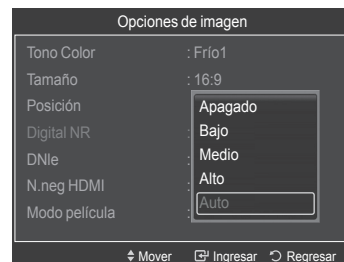 Opciones de imagen
Tono Color : Frío1
Tamaño : 16:9
Posición
Digital NR :
DNIe :
N.neg HDMI :
Modo película :
Apagado
Bajo
Medio
Alto
Auto
Mover Ingresar Regresar